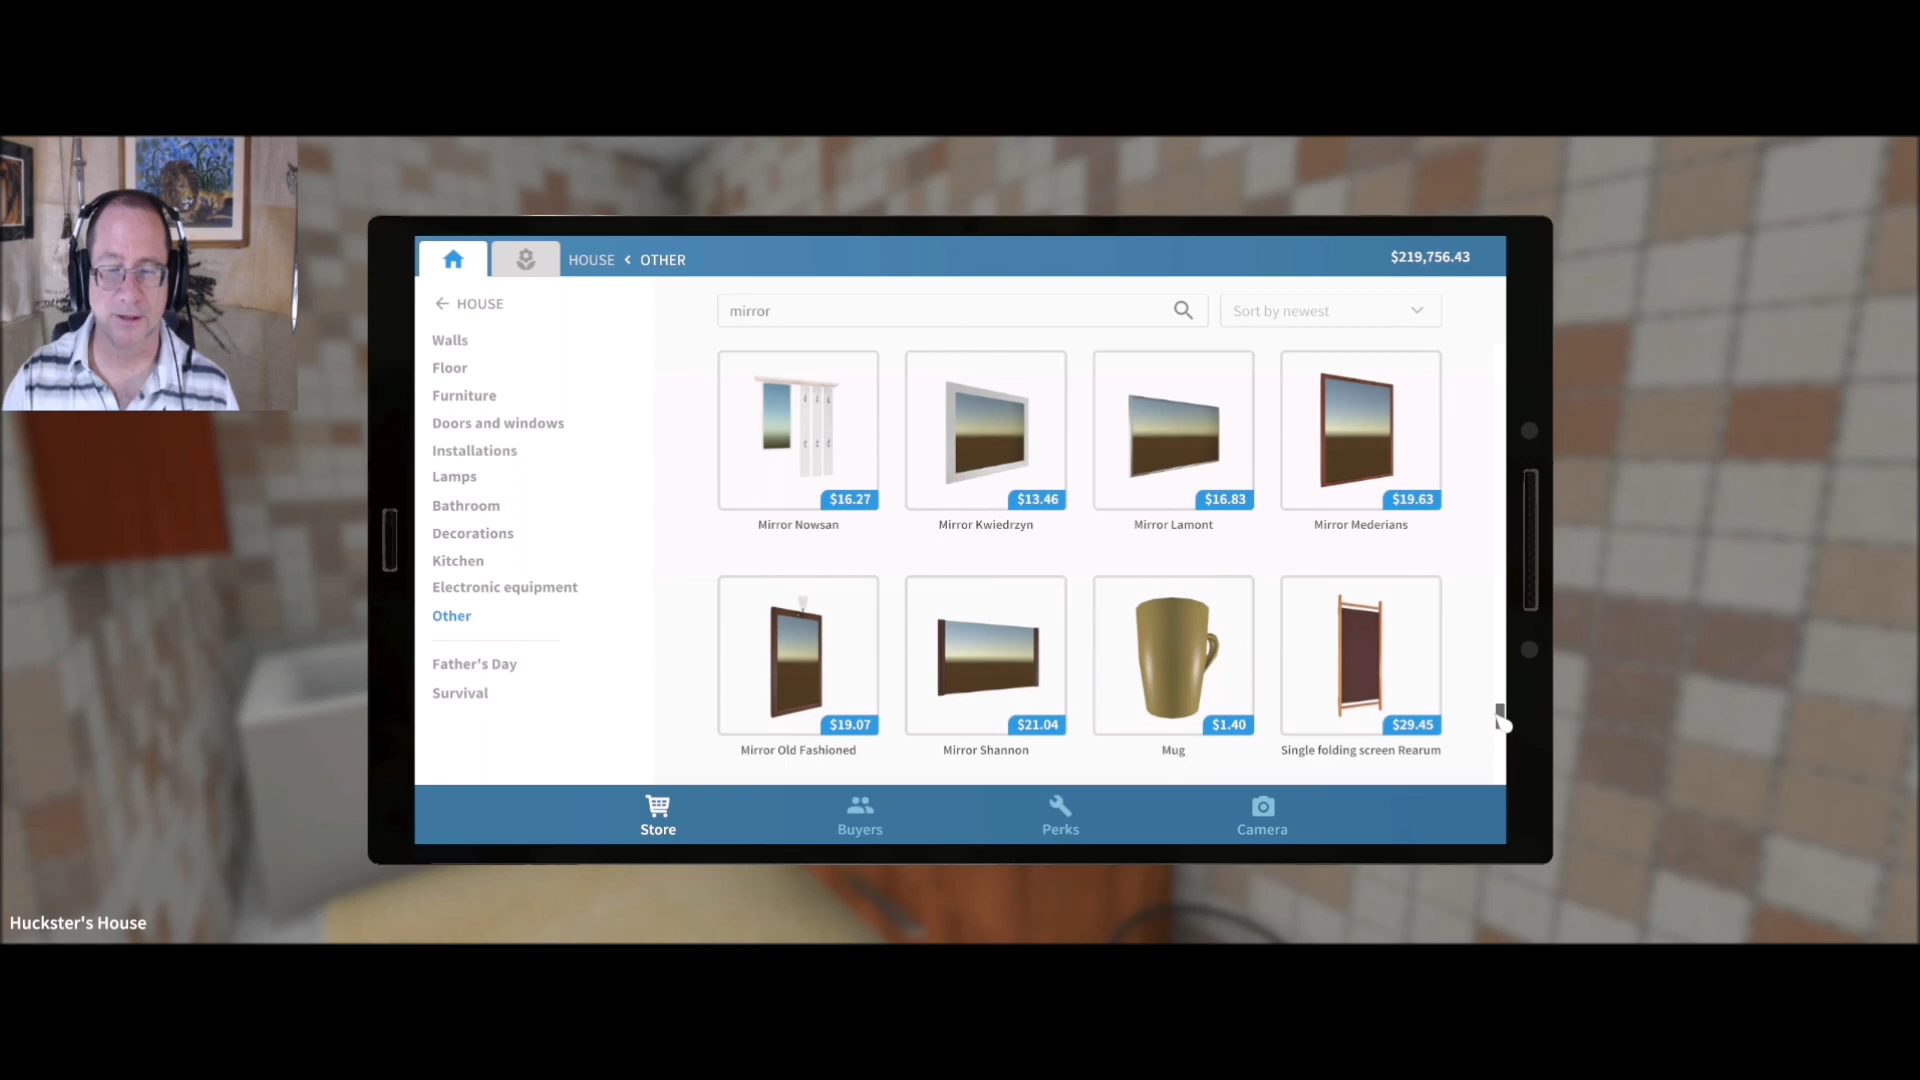 HOUSE < OTHER
$219,756.43
HOUSE
Walls
Floor
Furniture
Doors and windows
Installations
Lamps
Bathroom
Decorations
Kitchen
Electronic equipment
Other
Father's Day
Survival
mirror
Sort by newest
$16.27
$13.46
$16.83
$19.63
Mirror Nowsan
Mirror Kwiedrzyn
Mirror Lamont
Mirror Mederians
$19.07
$21.04
$1.40
$29.45
Mirror Old Fashioned
Mirror Shannon
Mug
Single folding screen Rearum
Store
Buyers
Perks
Camera
Huckster's House